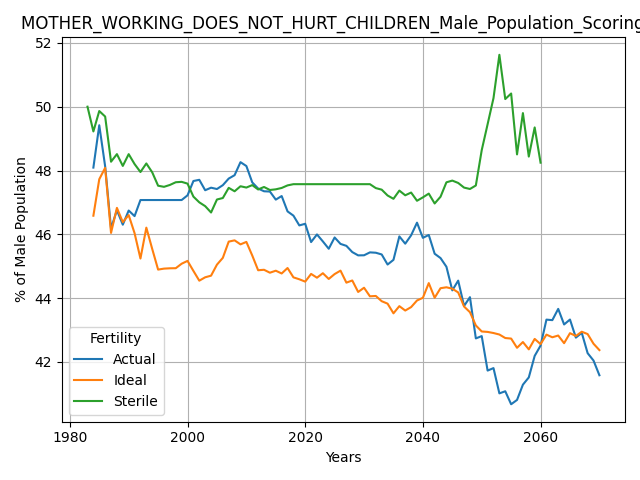 MOTHER_WORKING_DOES_NOT_HURT_CHILDREN_Male_Population_Scoring
52
50
48
46
44
42
% of Male Population
Fertility
Actual
Ideal
Sterile
1980
2000
2020
2040
2060
Years